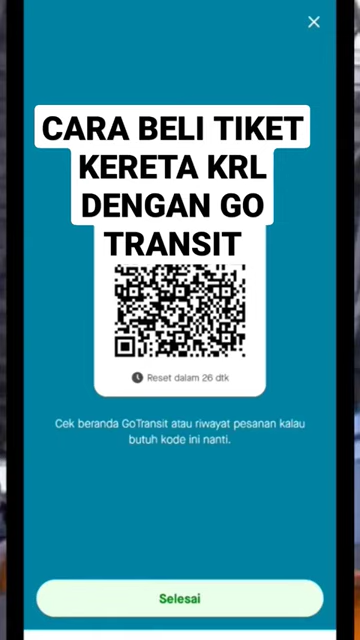 CARA BELI TIKET
KERETA KRL
DENGAN GO
TRANSIT
Reset dalam 26 dtk
Cek beranda GoTransit atau riwayat pesanan kalau
butuh kode ini nanti.
Selesai